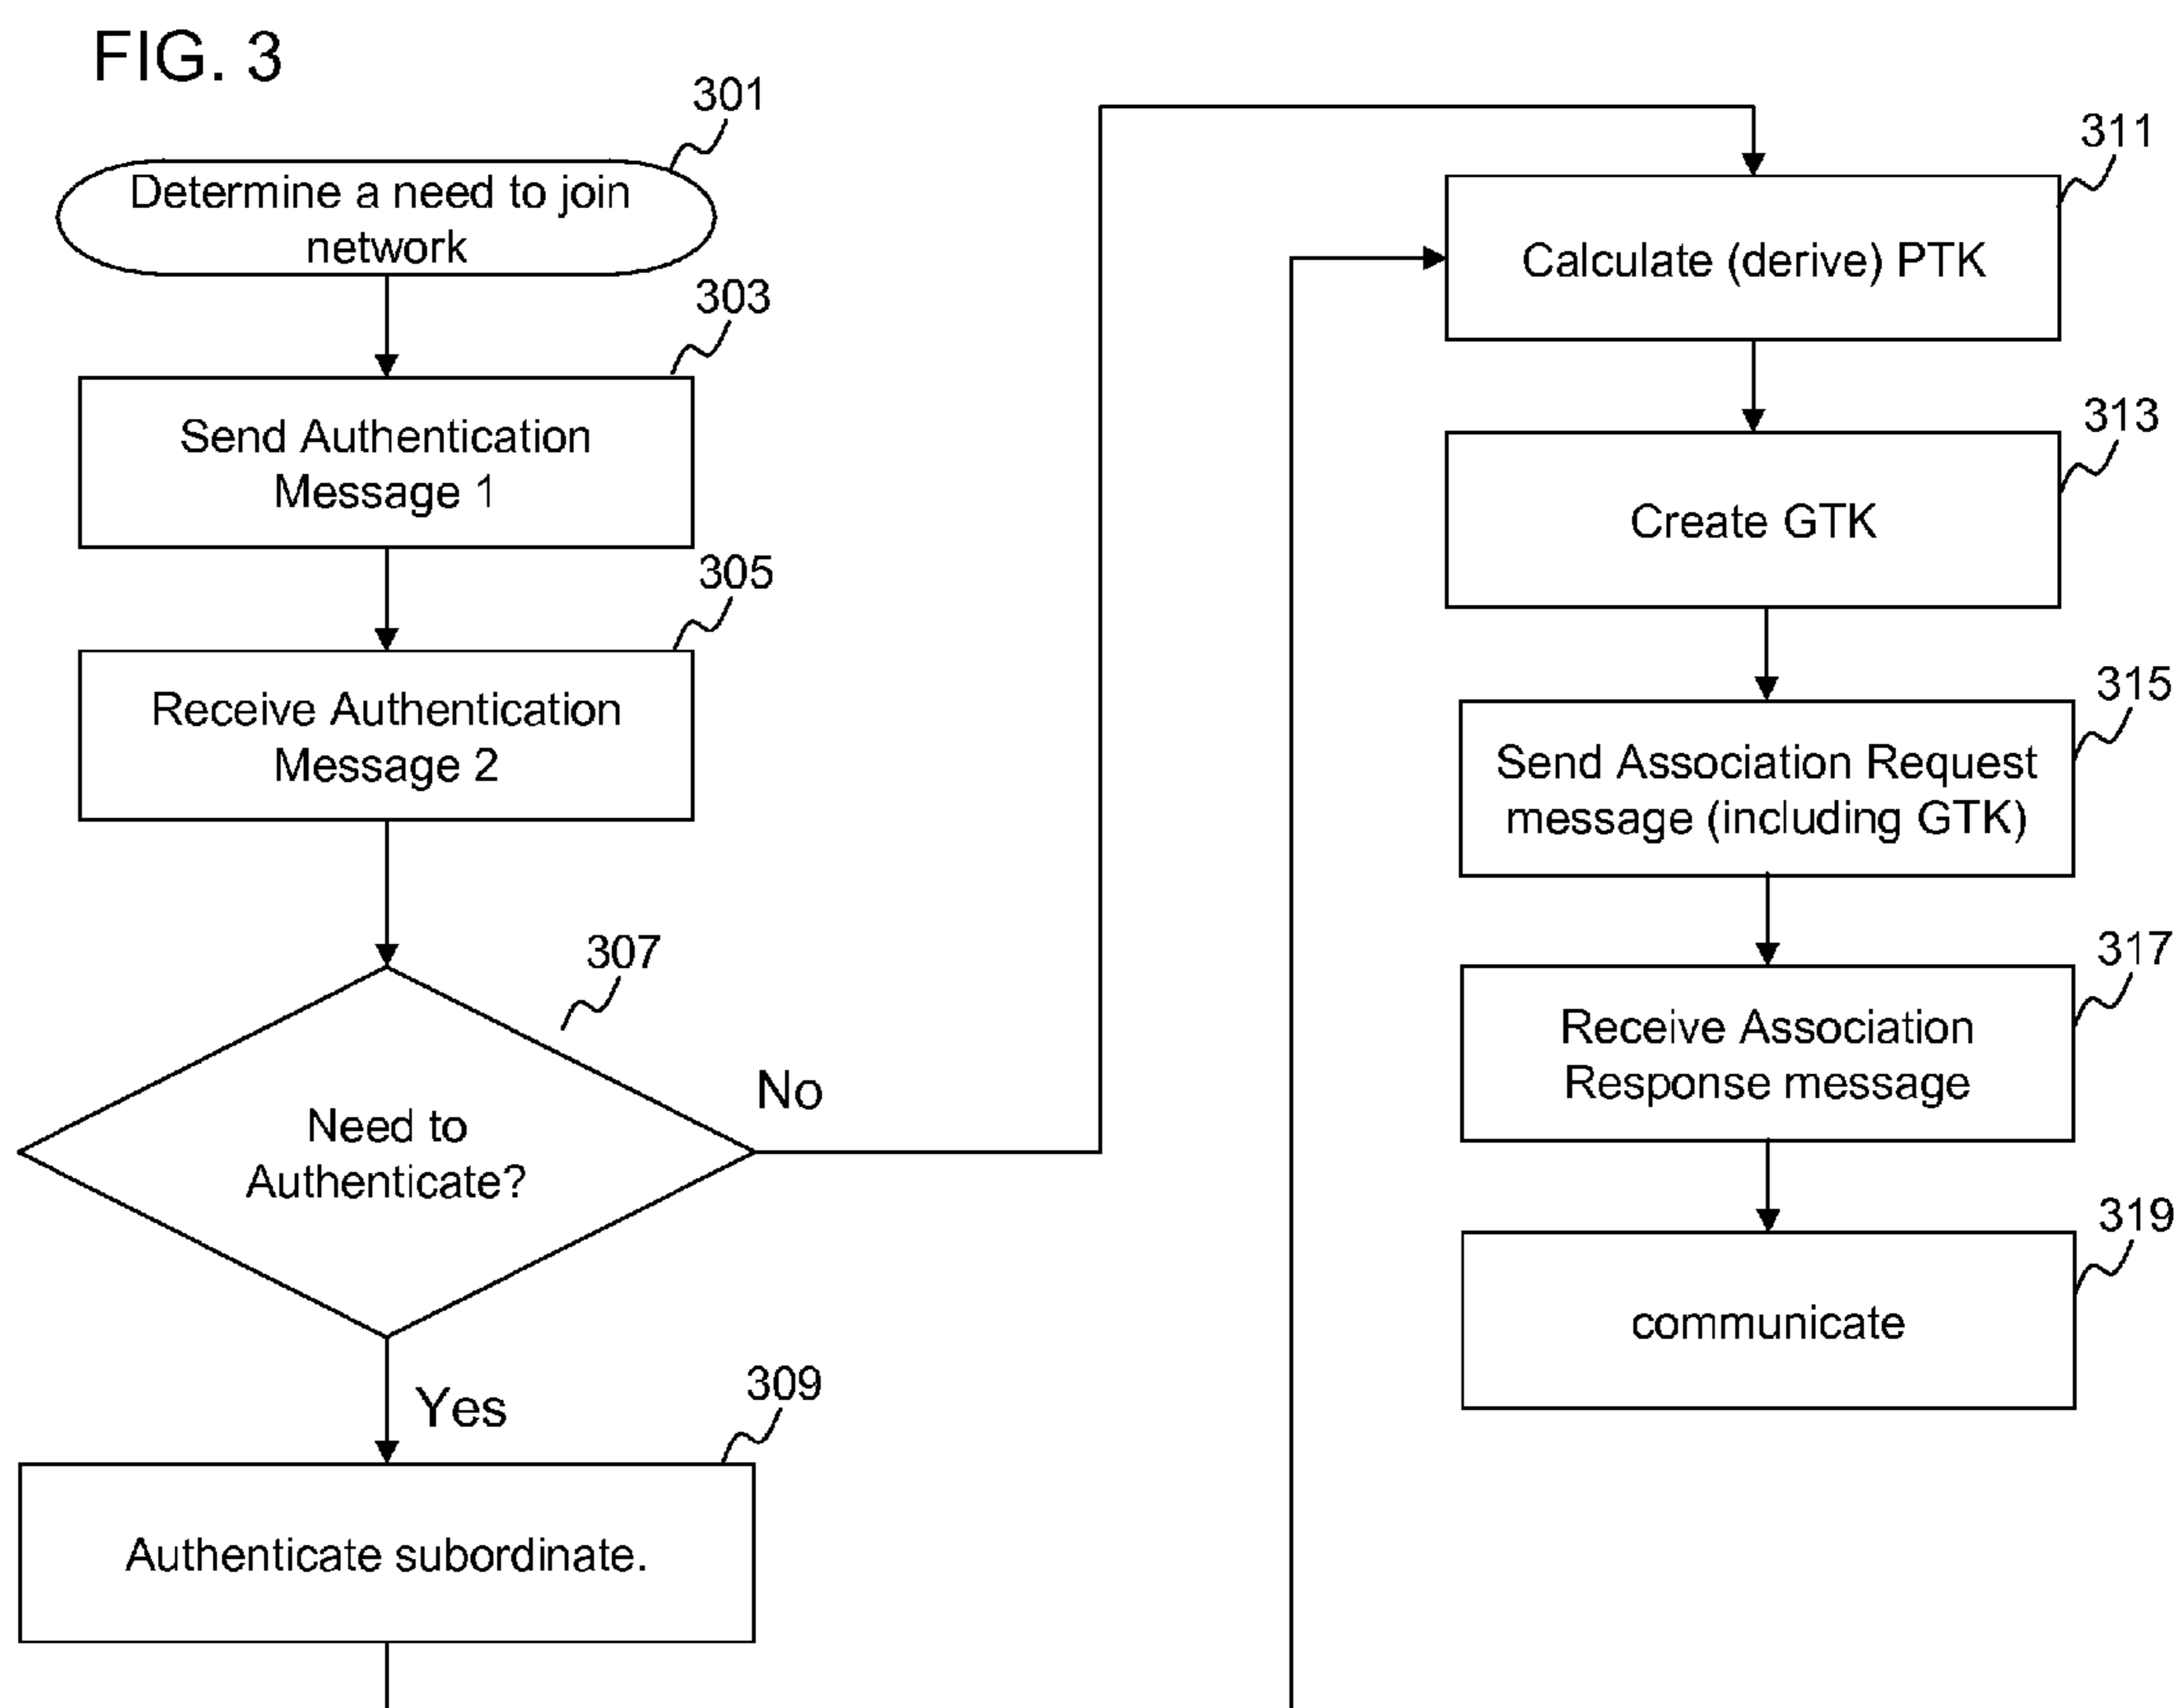 FIG. 3
301
Determine a need to join
network
303
Send Authentication
Message 1
305
Receive Authentication
Message 2
307
Need to
Authenticate?
No
Yes
309
Authenticate subordinate.
311
Calculate (derive) PTK
313
Create GTK
315
Send Association Request
message (including GTK)
317
Receive Association
Response message
319
communicate